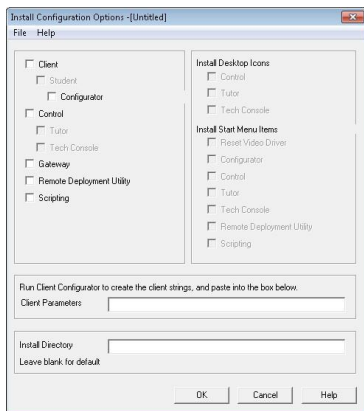 Install Configuration Options -[Untitled]
File Help
Client
Student
Configurator
Control
Tutor
Tech Console
Gateway
Remote Deployment Utility
Scripting
Install Desktop Icons
Control
Tutor
Tech Console
Install Start Menu Items
Reset Video Driver
Configurator
Control
Tutor
Tech Console
Remote Deployment Utility
Scripting
Run Client Configurator to create the client strings, and paste into the box below.
Client Parameters
Install Directory
Leave blank for default
OK Cancel Help